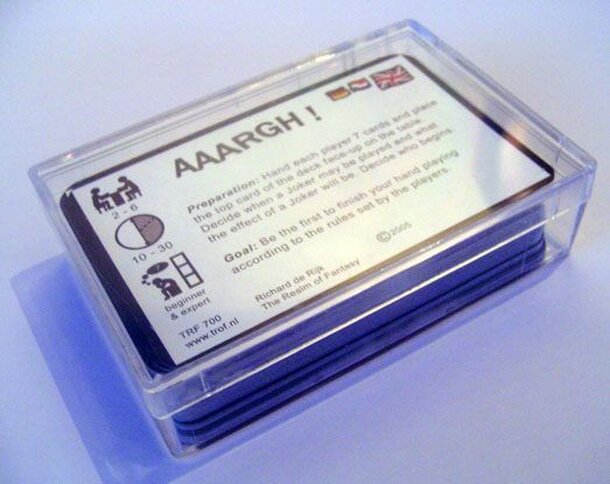 AAARGH !
Preparation: Hand each player 7 cards and place
the top card of the deck face-up on the table.
Decide when a Joker may be played and what
the effect of a Joker will be. Decide who begins.
Goal: Be the first to finish your hand playing
according to the rules set by the players.
©2005
Richard de Rijk
The Realm of Fantasy
2 - 6
10 - 30
beginner
& expert
TRF 700
www.trof.nl